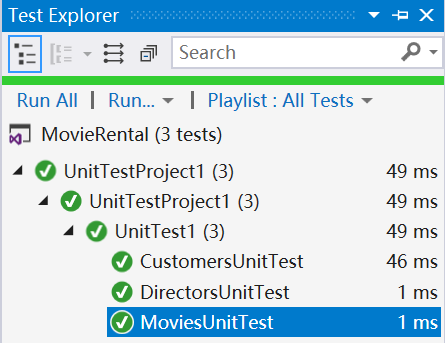 Test Explorer
Search
Run All | Run... | Playlist : All Tests
MovieRental (3 tests)
UnitTestProject1 (3) 49 ms
UnitTestProject1 (3) 49 ms
UnitTest1 (3) 49 ms
CustomersUnitTest 46 ms
DirectorsUnitTest 1 ms
MoviesUnitTest 1 ms